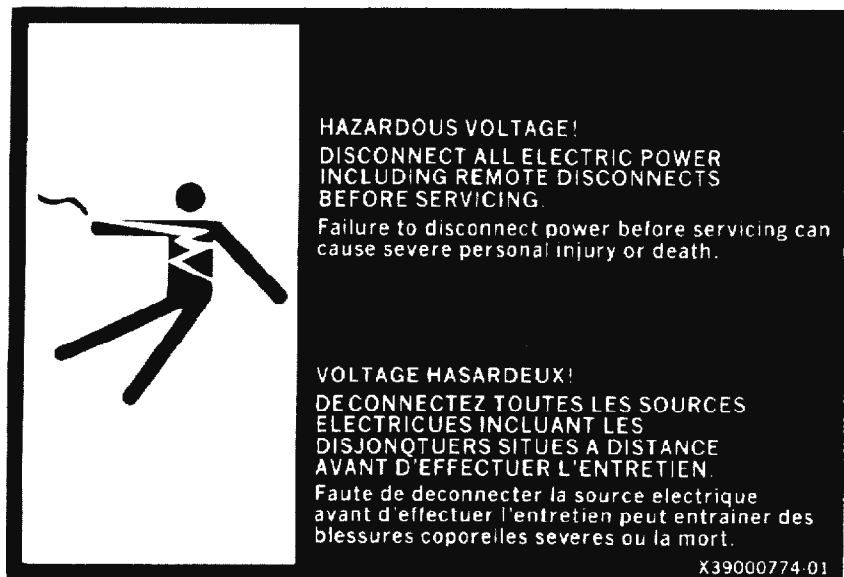 HAZARDOUS VOLTAGE!
DISCONNECT ALL ELECTRIC POWER
INCLUDING REMOTE DISCONNECTS
BEFORE SERVICING.
Failure to disconnect power before servicing can
cause severe personal injury or death.
VOLTAGE HASARDEUX!
DECONNECTEZ TOUTES LES SOURCES
ELECTRICUES INCLUANT LES
DISJONQTUERS SITUES A DISTANCE
AVANT D'EFFECTUER L'ENTRETIEN.
Faute de deconnecter la source electrique
avant d'effectuer l'entretien peut entrainer des
blessures coporelles severes ou la mort.
X39000774-01